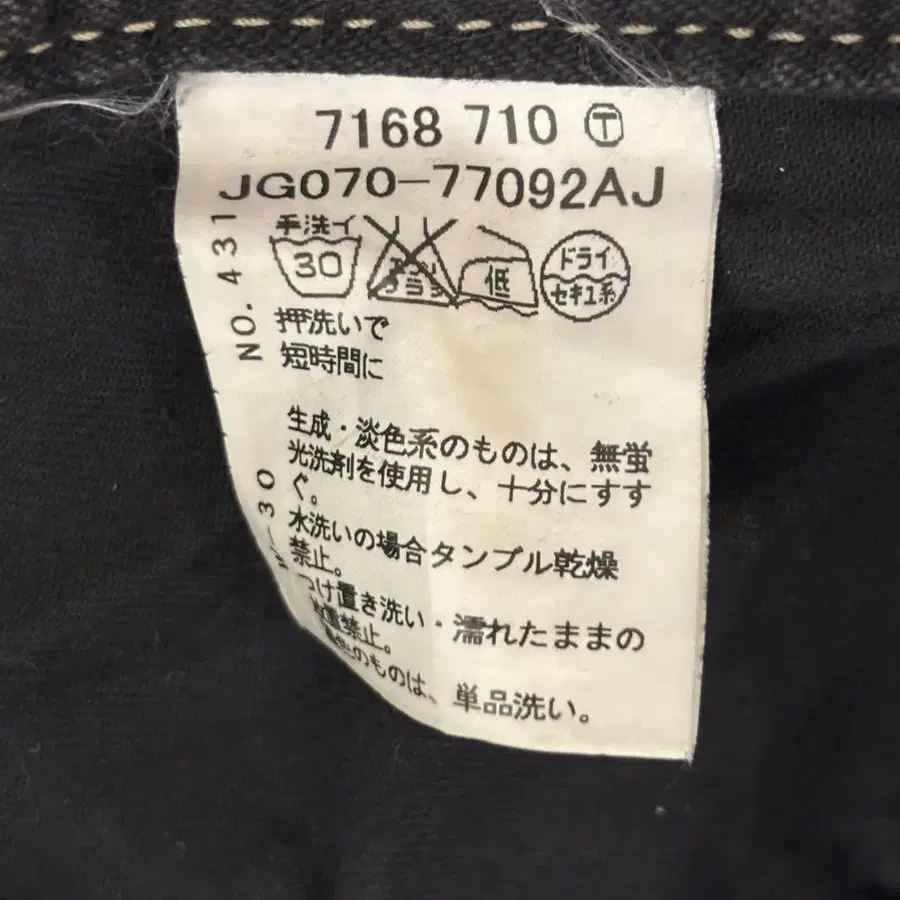 7168 710 Ⓣ
JG070-77092AJ
NO. 431
手洗イ
30
低
ドライ
セキユ系
押洗いで
短時間に
生成・淡色系のものは、無蛍
光洗剤を使用し、十分にすす
ぐ。
水洗いの場合タンブル乾燥
禁止。
つけ置き洗い・濡れたままの
放置禁止。
色のものは、単品洗い。
-30